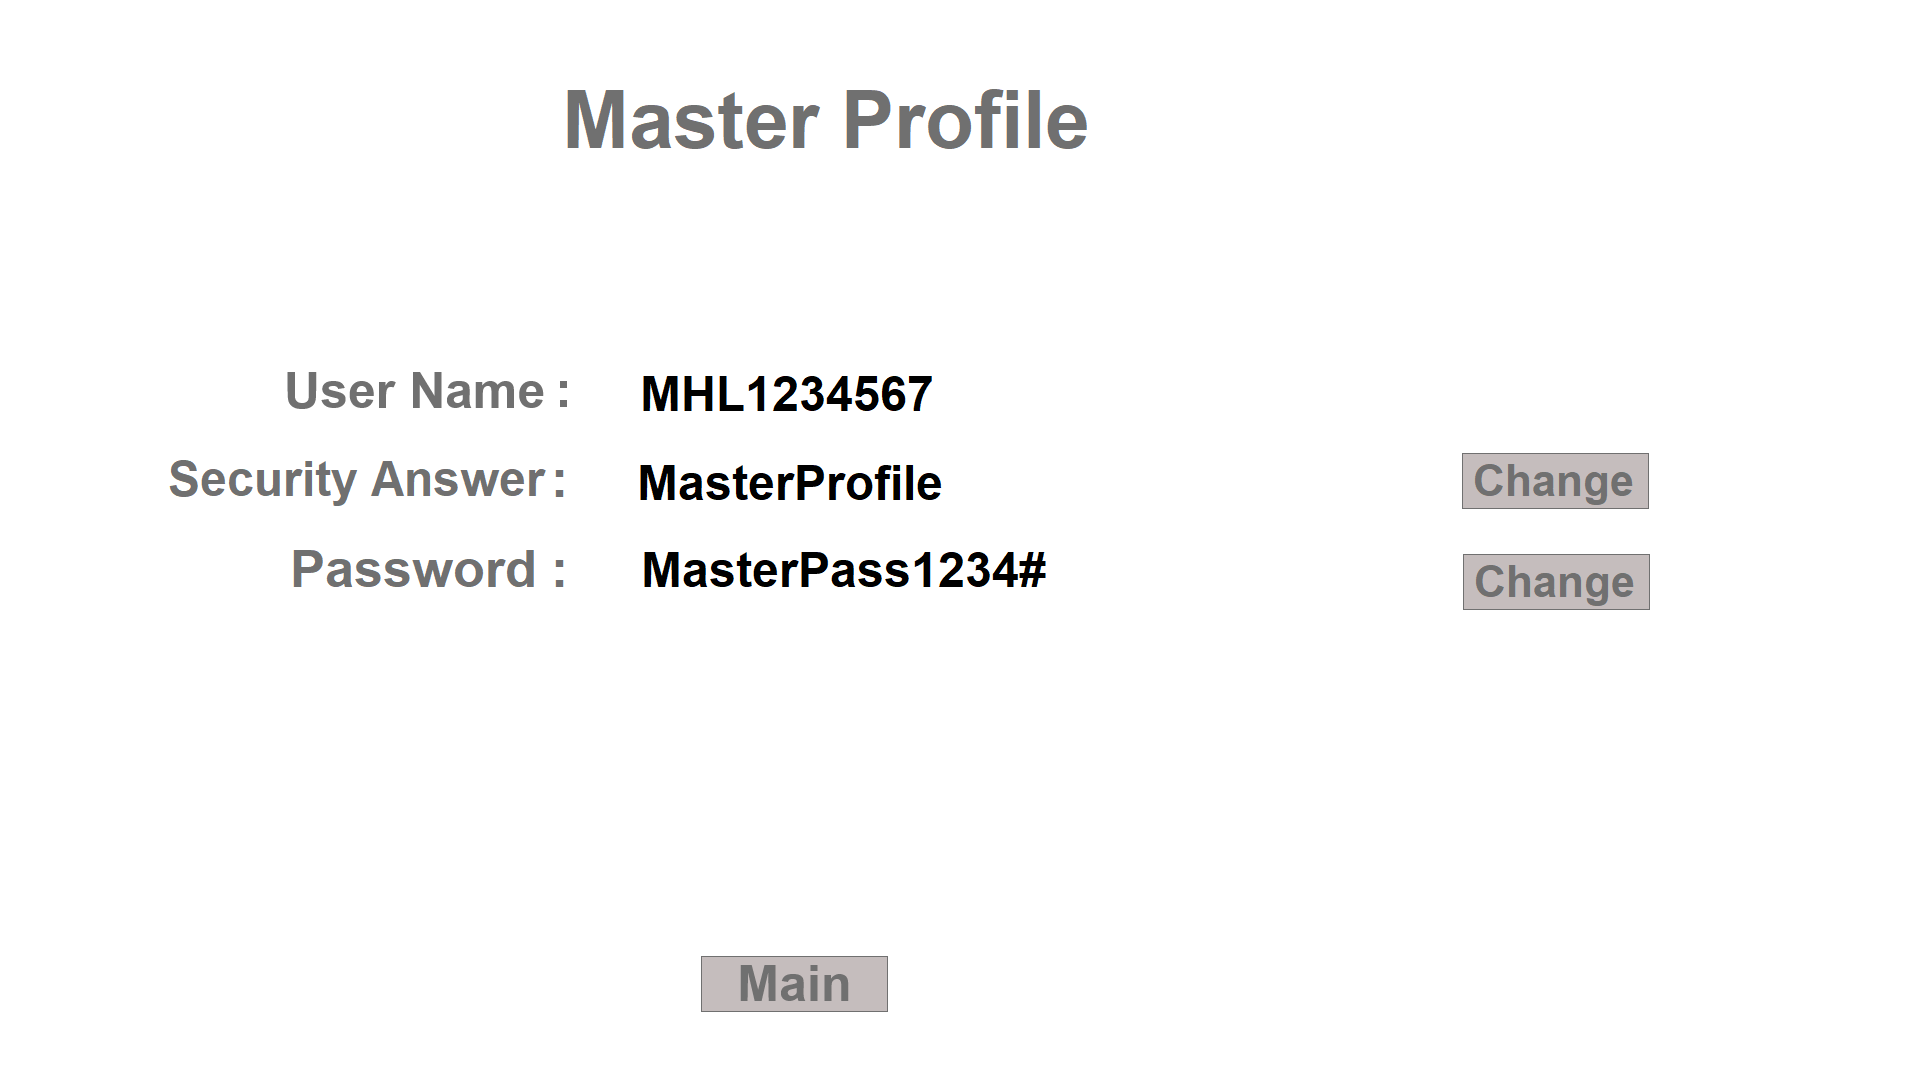 Master Profile
User Name : MHL1234567
Security Answer : MasterProfile Change
Password : MasterPass1234# Change
Main